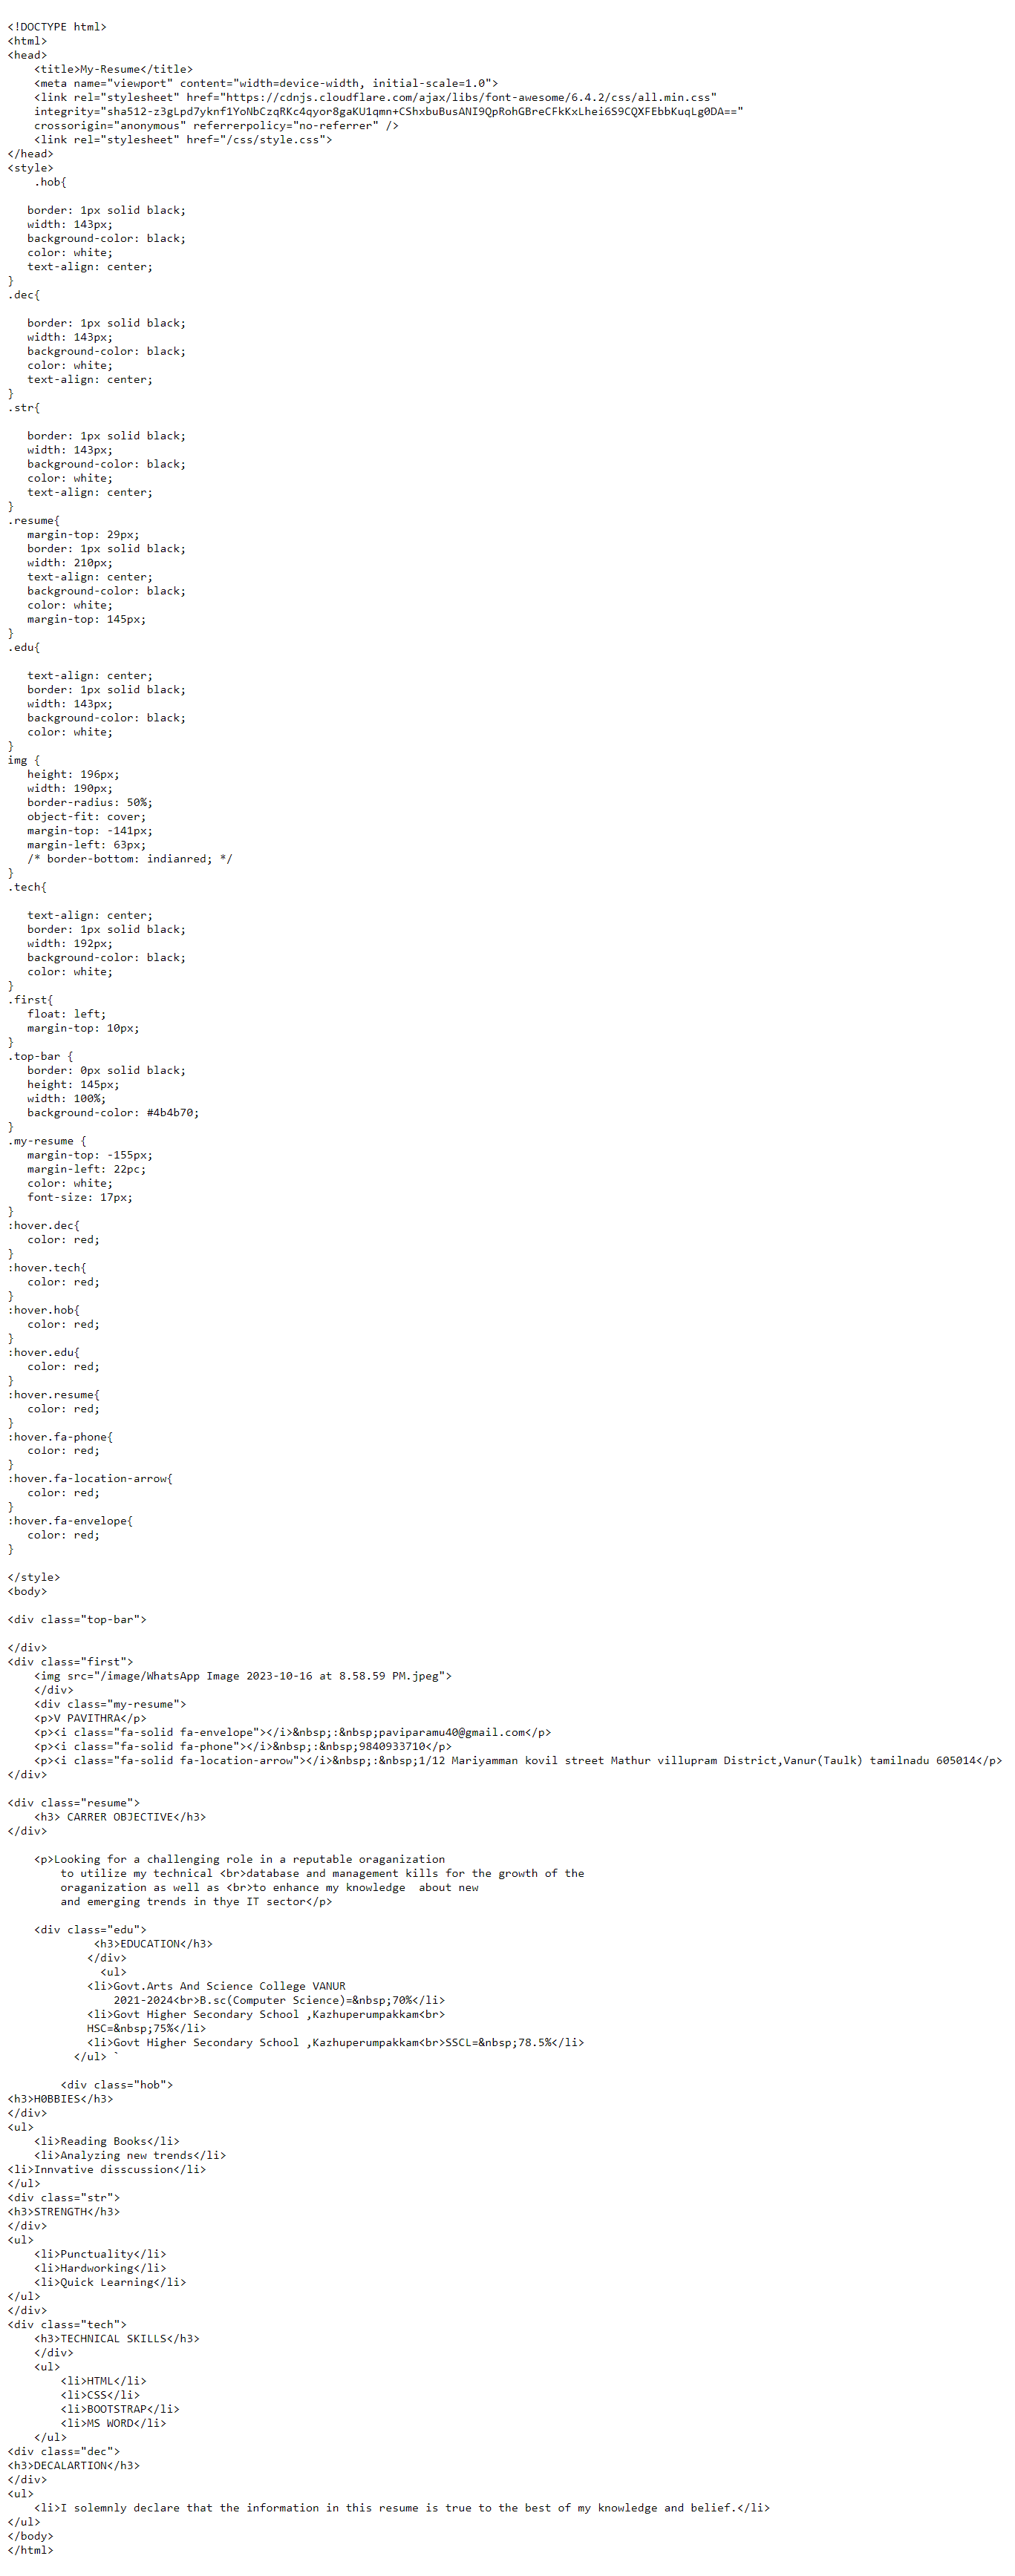 <!DOCTYPE html>
<html>
<head>
    <title>My-Resume</title>
    <meta name="viewport" content="width=device-width, initial-scale=1.0">
    <link rel="stylesheet" href="https://cdnjs.cloudflare.com/ajax/libs/font-awesome/6.4.2/css/all.min.css"
    integrity="sha512-z3gLpd7yknf1YoNbCzqRKc4qyor8gaKU1qmn+CShxbuBusANI9QpRohGBreCFkKxLhei6S9CQXFEbbKuqLg0DA=="
    crossorigin="anonymous" referrerpolicy="no-referrer" />
    <link rel="stylesheet" href="/css/style.css">
</head>
<style>
    .hob{

   border: 1px solid black;
   width: 143px;
   background-color: black;
   color: white;
   text-align: center;
}
.dec{

   border: 1px solid black;
   width: 143px;
   background-color: black;
   color: white;
   text-align: center;
}
.str{

   border: 1px solid black;
   width: 143px;
   background-color: black;
   color: white;
   text-align: center;
}
.resume{
   margin-top: 29px;
   border: 1px solid black;
   width: 210px;
   text-align: center;
   background-color: black;
   color: white;
   margin-top: 145px;
}
.edu{

   text-align: center;
   border: 1px solid black;
   width: 143px;
   background-color: black;
   color: white;
}
img {
   height: 196px;
   width: 190px;
   border-radius: 50%;
   object-fit: cover;
   margin-top: -141px;
   margin-left: 63px;
   /* border-bottom: indianred; */
}
.tech{

   text-align: center;
   border: 1px solid black;
   width: 192px;
   background-color: black;
   color: white;
}
.first{
   float: left;
   margin-top: 10px;
}
.top-bar {
   border: 0px solid black;
   height: 145px;
   width: 100%;
   background-color: #4b4b70;
}
.my-resume {
   margin-top: -155px;
   margin-left: 22pc;
   color: white;
   font-size: 17px;
}
:hover.dec{
   color: red;
}
:hover.tech{
   color: red;
}
:hover.hob{
   color: red;
}
:hover.edu{
   color: red;
}
:hover.resume{
   color: red;
}
:hover.fa-phone{
   color: red;
}
:hover.fa-location-arrow{
   color: red;
}
:hover.fa-envelope{
   color: red;
}

</style>
<body>

<div class="top-bar">

</div>
<div class="first">
    <img src="/image/WhatsApp Image 2023-10-16 at 8.58.59 PM.jpeg">
    </div>
    <div class="my-resume">
    <p>V PAVITHRA</p>
    <p><i class="fa-solid fa-envelope"></i>&nbsp;:&nbsp;paviparamu40@gmail.com</p>
    <p><i class="fa-solid fa-phone"></i>&nbsp;:&nbsp;9840933710</p>
    <p><i class="fa-solid fa-location-arrow"></i>&nbsp;:&nbsp;1/12 Mariyamman kovil street Mathur villupram District,Vanur(Taulk) tamilnadu 605014</p>
</div>

<div class="resume">
    <h3> CARRER OBJECTIVE</h3>
</div>

    <p>Looking for a challenging role in a reputable oraganization
        to utilize my technical <br>database and management kills for the growth of the
        oraganization as well as <br>to enhance my knowledge  about new
        and emerging trends in thye IT sector</p>

    <div class="edu">
             <h3>EDUCATION</h3>
            </div>
              <ul>
            <li>Govt.Arts And Science College VANUR
                2021-2024<br>B.sc(Computer Science)=&nbsp;70%</li>
            <li>Govt Higher Secondary School ,Kazhuperumpakkam<br>
            HSC=&nbsp;75%</li>
            <li>Govt Higher Secondary School ,Kazhuperumpakkam<br>SSCL=&nbsp;78.5%</li>
          </ul> `

        <div class="hob">
<h3>H0BBIES</h3>
</div>
<ul>
    <li>Reading Books</li>
    <li>Analyzing new trends</li>
<li>Innvative disscussion</li>
</ul>
<div class="str">
<h3>STRENGTH</h3>
</div>
<ul>
    <li>Punctuality</li>
    <li>Hardworking</li>
    <li>Quick Learning</li>
</ul>
</div>
<div class="tech">
    <h3>TECHNICAL SKILLS</h3>
    </div>
    <ul>
        <li>HTML</li>
        <li>CSS</li>
        <li>BOOTSTRAP</li>
        <li>MS WORD</li>
    </ul>
<div class="dec">
<h3>DECALARTION</h3>
</div>
<ul>
    <li>I solemnly declare that the information in this resume is true to the best of my knowledge and belief.</li>
</ul>
</body>
</html>